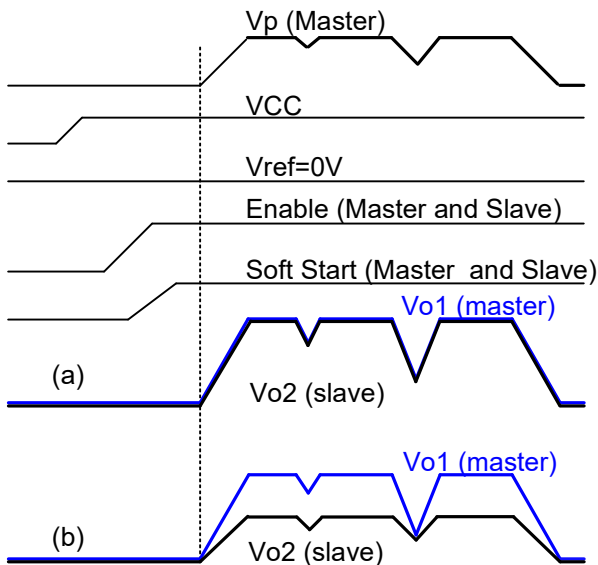 Vp (Master)
VCC
Vref=0V
Enable (Master and Slave)
Soft Start (Master and Slave)
Vo1 (master)
(a)
Vo2 (slave)
Vo1 (master)
(b)
Vo2 (slave)